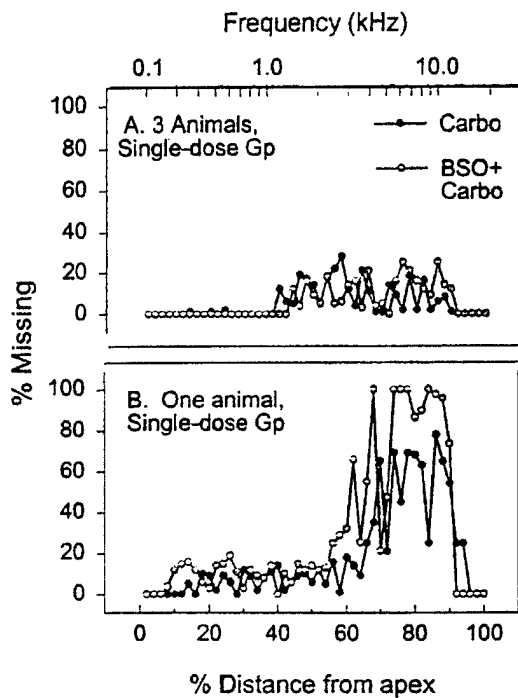 Frequency (kHz)
0.1 1.0 10.0
100
80
60
40
20
0
A. 3 Animals,
Single-dose Gp
Carbo
BSO+
Carbo
% Missing
100
80
60
40
20
0
B. One animal,
Single-dose Gp
0 20 40 60 80 100
% Distance from apex